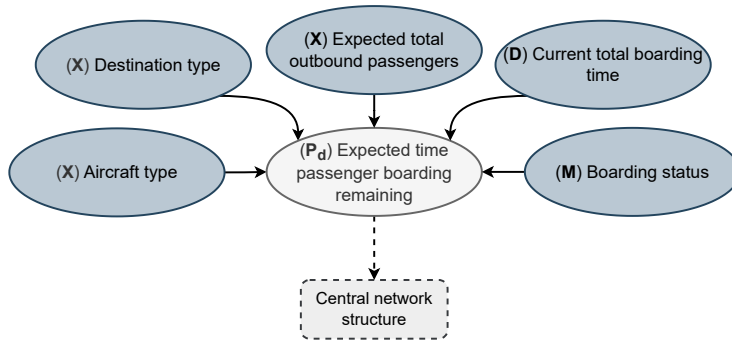 (X) Expected total
outbound passengers
(X) Destination type
(D) Current total boarding
time
(X) Aircraft type
(Pd) Expected time
passenger boarding
remaining
(M) Boarding status
Central network
structure